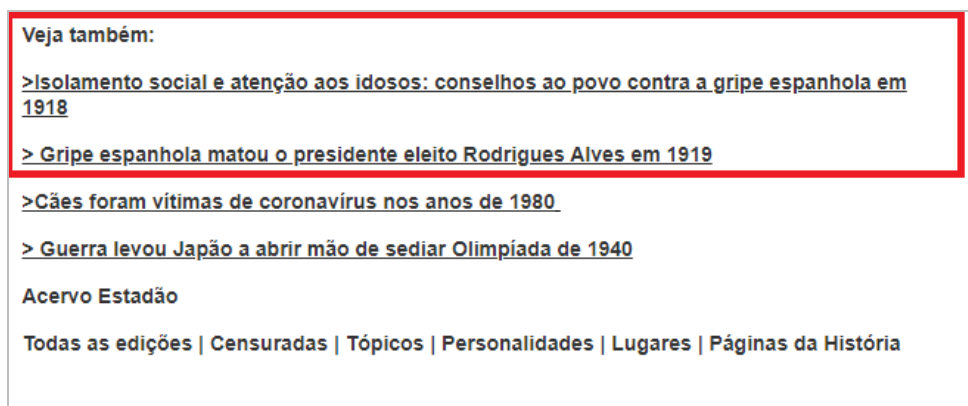 Veja também:
>Isolamento social e atenção aos idosos: conselhos ao povo contra a gripe espanhola em
1918
> Gripe espanhola matou o presidente eleito Rodrigues Alves em 1919
>Cães foram vítimas de coronavírus nos anos de 1980
> Guerra levou Japão a abrir mão de sediar Olimpíada de 1940
Acervo Estadão
Todas as edições | Censuradas | Tópicos | Personalidades | Lugares | Páginas da História